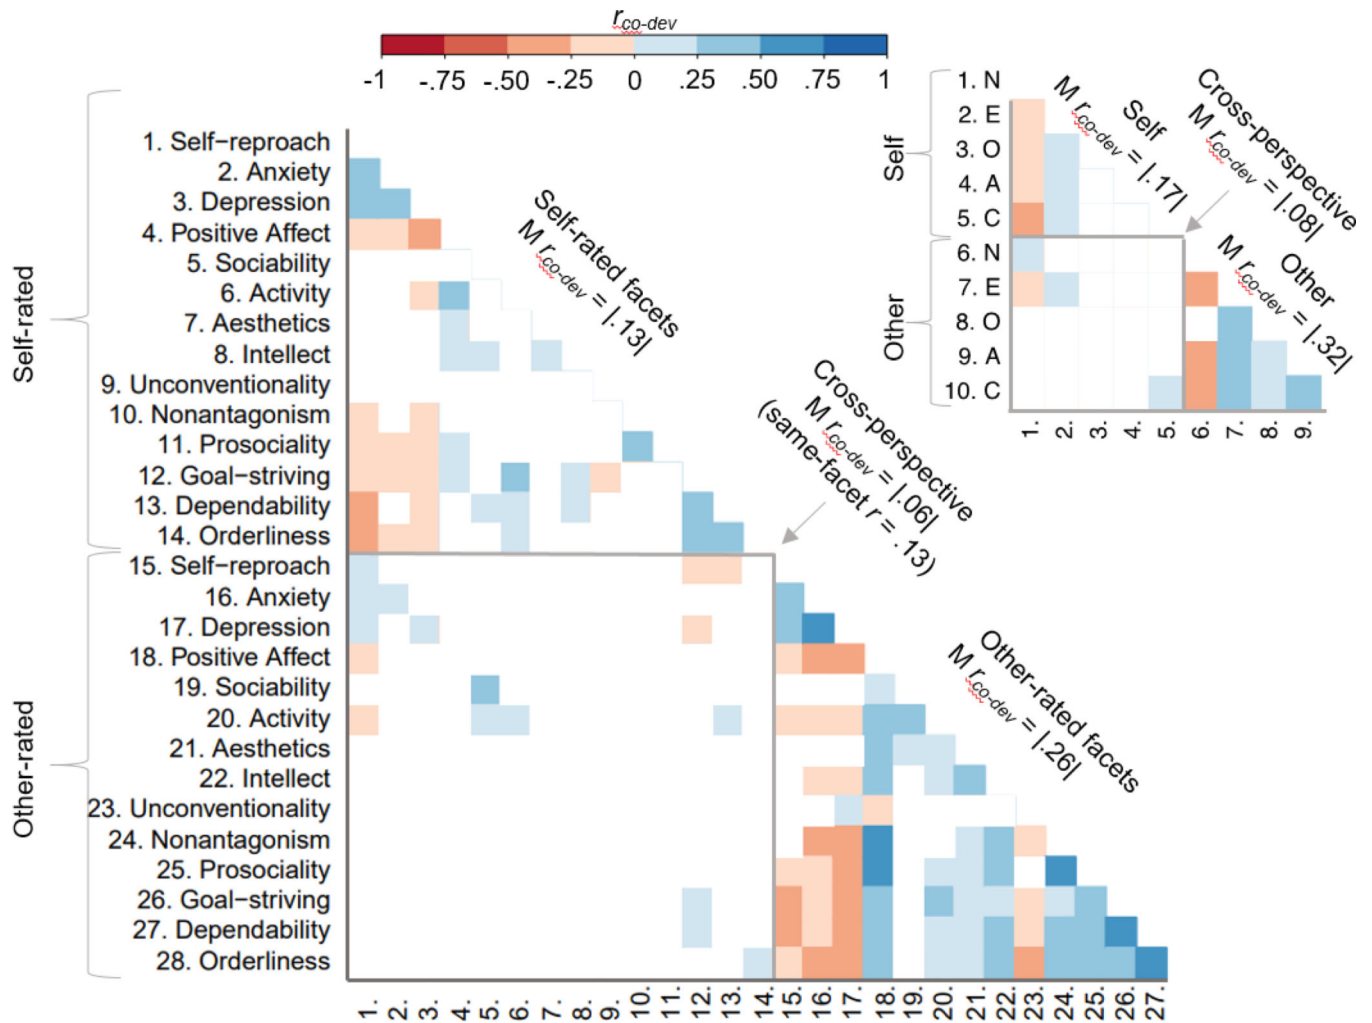 r co-dev
-1 -.75 -.50 -.25 0 .25 .50 .75 1
Self-rated
1. Self−reproach
2. Anxiety
3. Depression
4. Positive Affect
5. Sociability
6. Activity
7. Aesthetics
8. Intellect
9. Unconventionality
10. Nonantagonism
11. Prosociality
12. Goal−striving
13. Dependability
14. Orderliness
Other-rated
15. Self−reproach
16. Anxiety
17. Depression
18. Positive Affect
19. Sociability
20. Activity
21. Aesthetics
22. Intellect
23. Unconventionality
24. Nonantagonism
25. Prosociality
26. Goal−striving
27. Dependability
28. Orderliness
1. 2. 3. 4. 5. 6. 7. 8. 9. 10. 11. 12. 13. 14. 15. 16. 17. 18. 19. 20. 21. 22. 23. 24. 25. 26. 27.
Self-rated facets
M r co-dev = |.13|
Cross-perspective
M r co-dev = |.06|
(same-facet r = .13)
Other-rated facets
M r co-dev = |.26|
Self
1. N
2. E
3. O
4. A
5. C
Other
6. N
7. E
8. O
9. A
10. C
1. 2. 3. 4. 5. 6. 7. 8. 9.
Self
M r co-dev = |.17|
Cross-perspective
M r co-dev = |.08|
Other
M r co-dev = |.32|